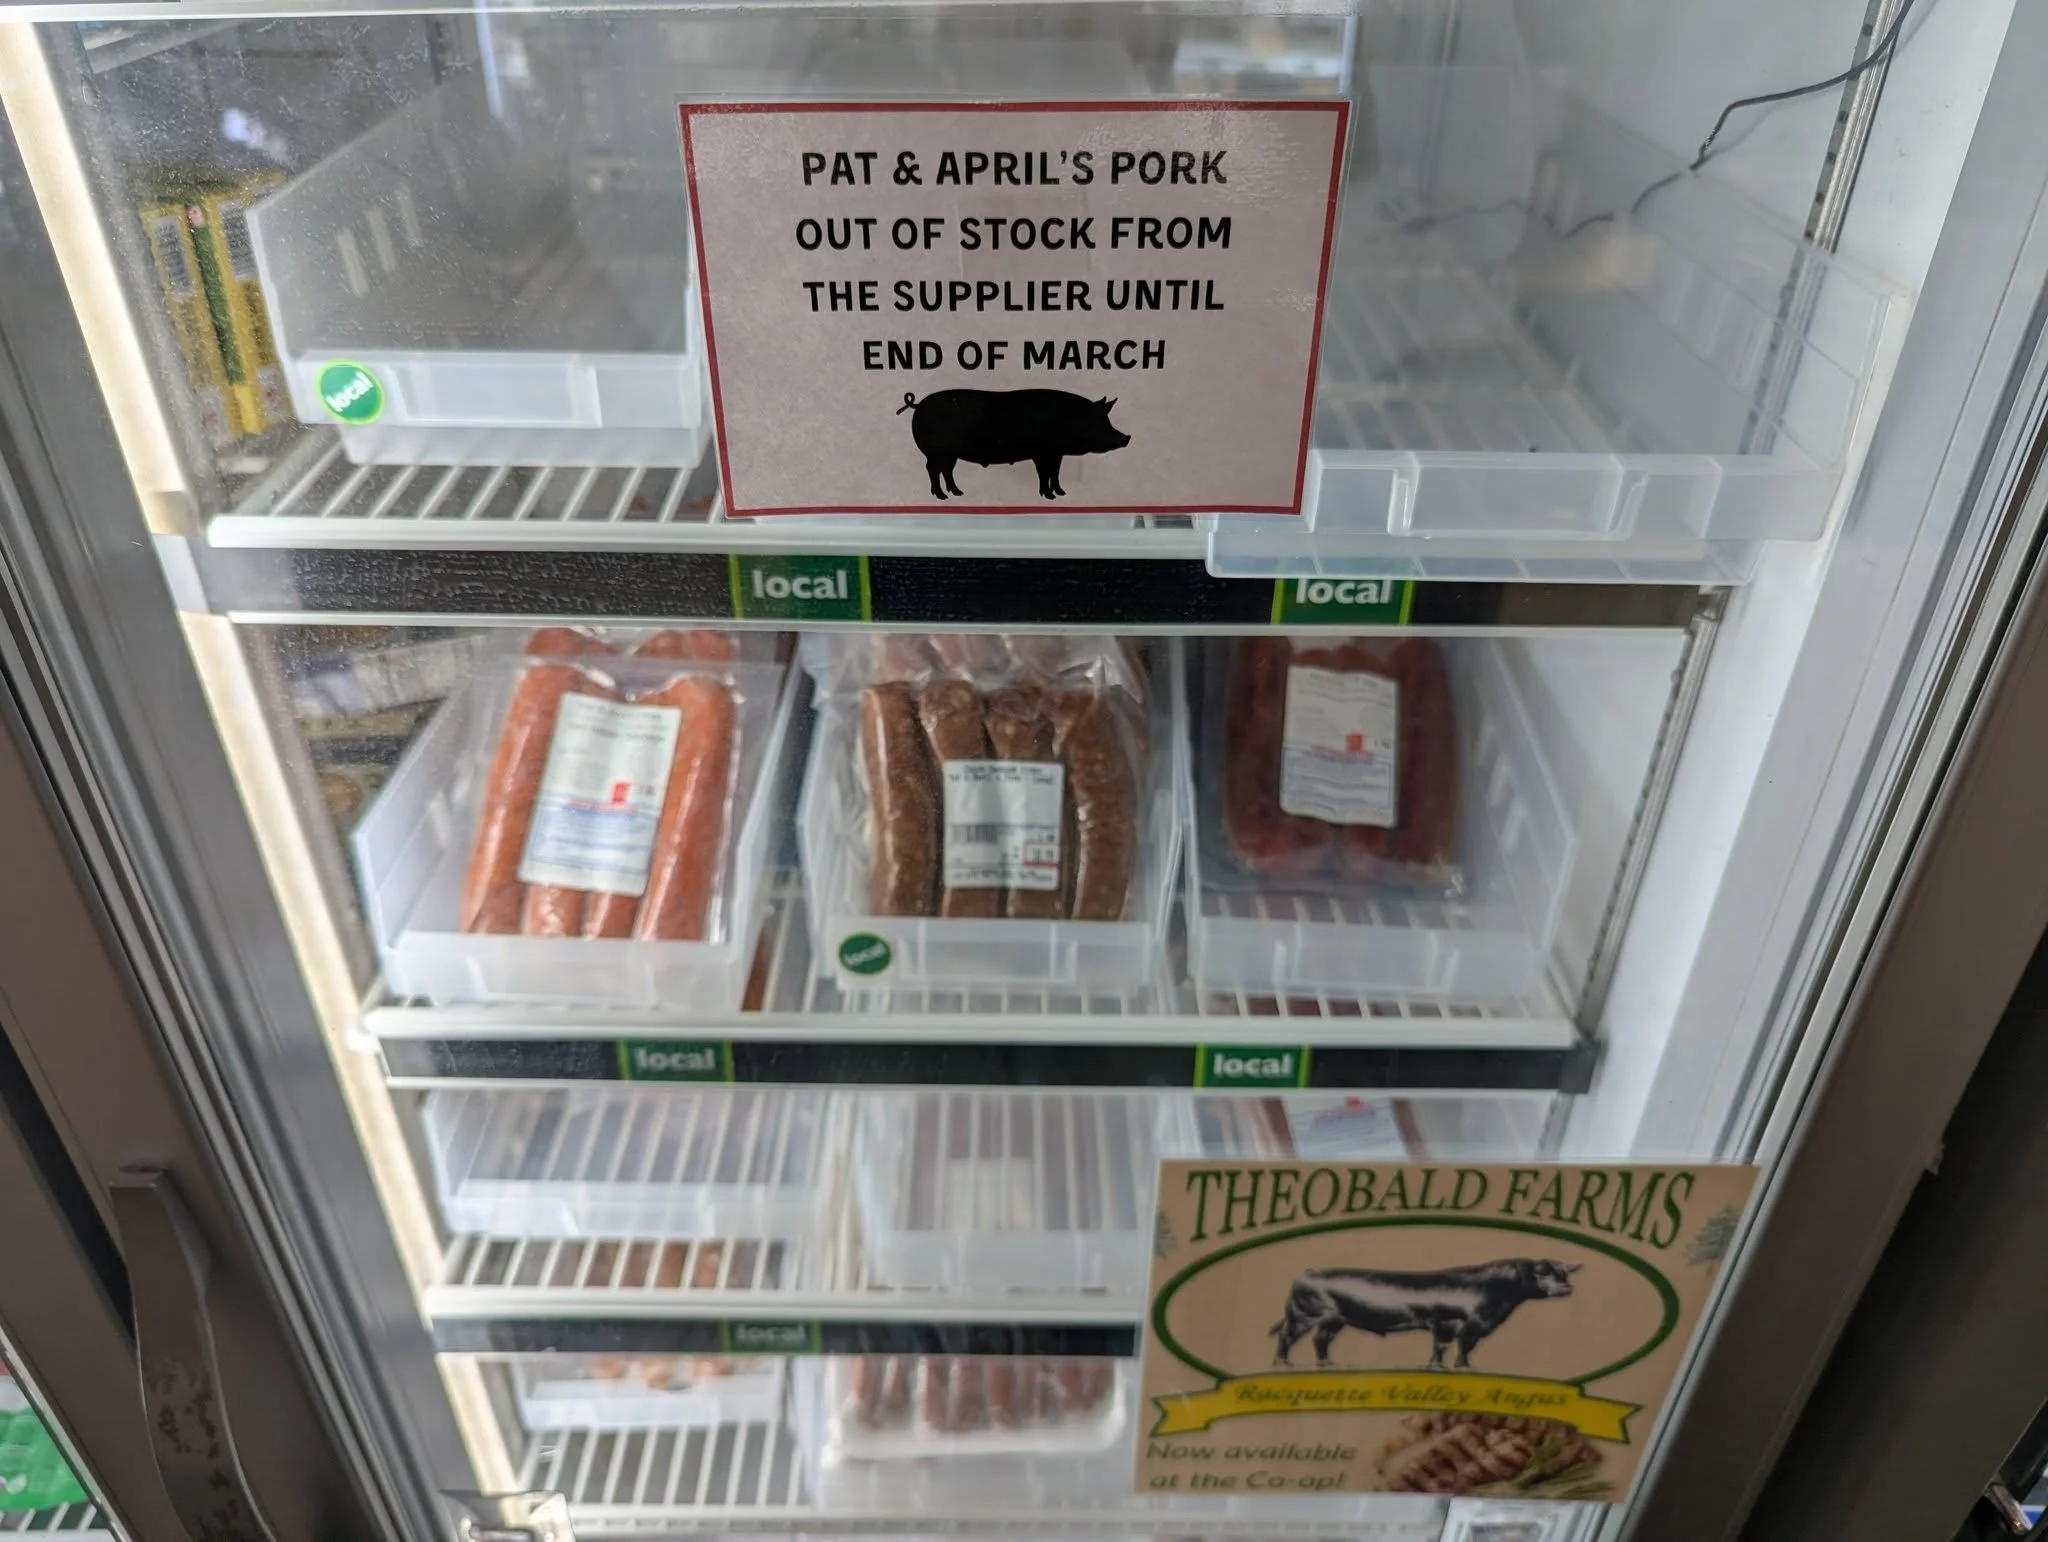 PAT & APRIL'S PORK
OUT OF STOCK FROM
THE SUPPLIER UNTIL
END OF MARCH
local
local
local
local
local
local
local
THEOBALD FARMS
Racquette Valley Angus
Now available
at the Co-op!